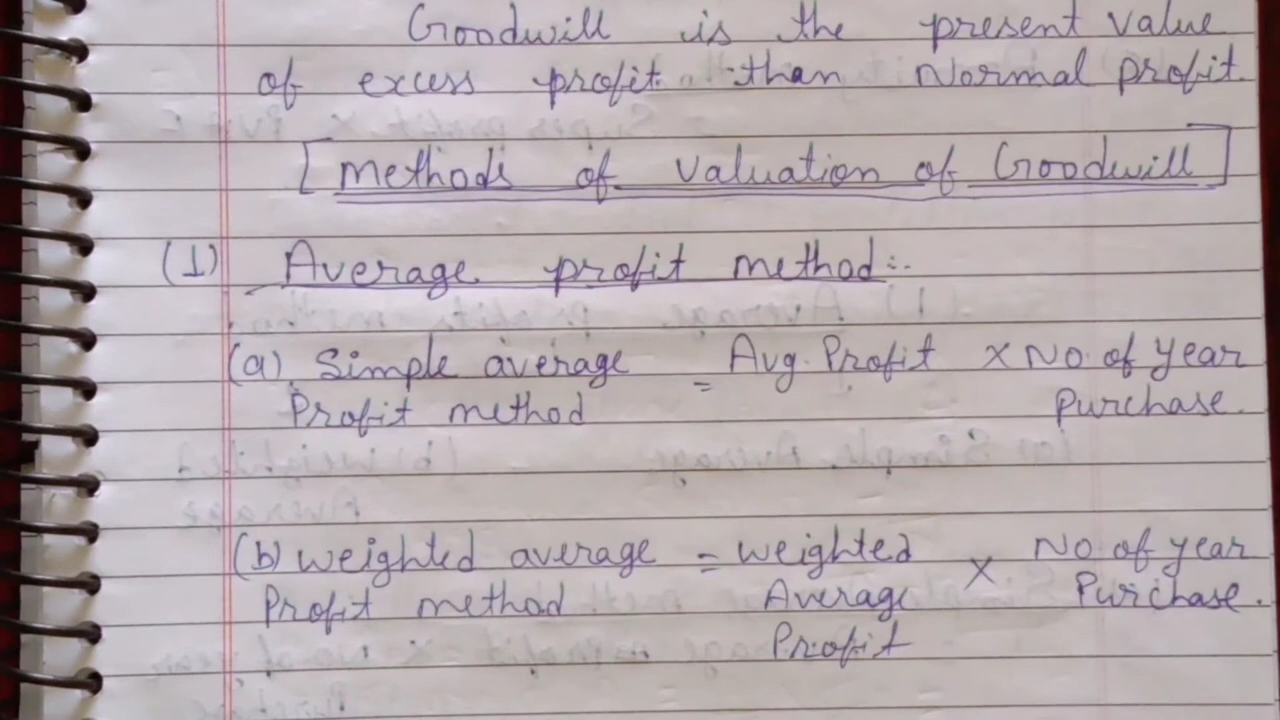 Goodwill is the present value
of excess profit than Normal profit.
[methods of valuation of Goodwill]
(1) Average profit method:-
(a) Simple average = Avg. Profit × No. of year
Profit method purchase.
(b) weighted average = weighted × No. of year
Profit method Average Purchase.
Profit